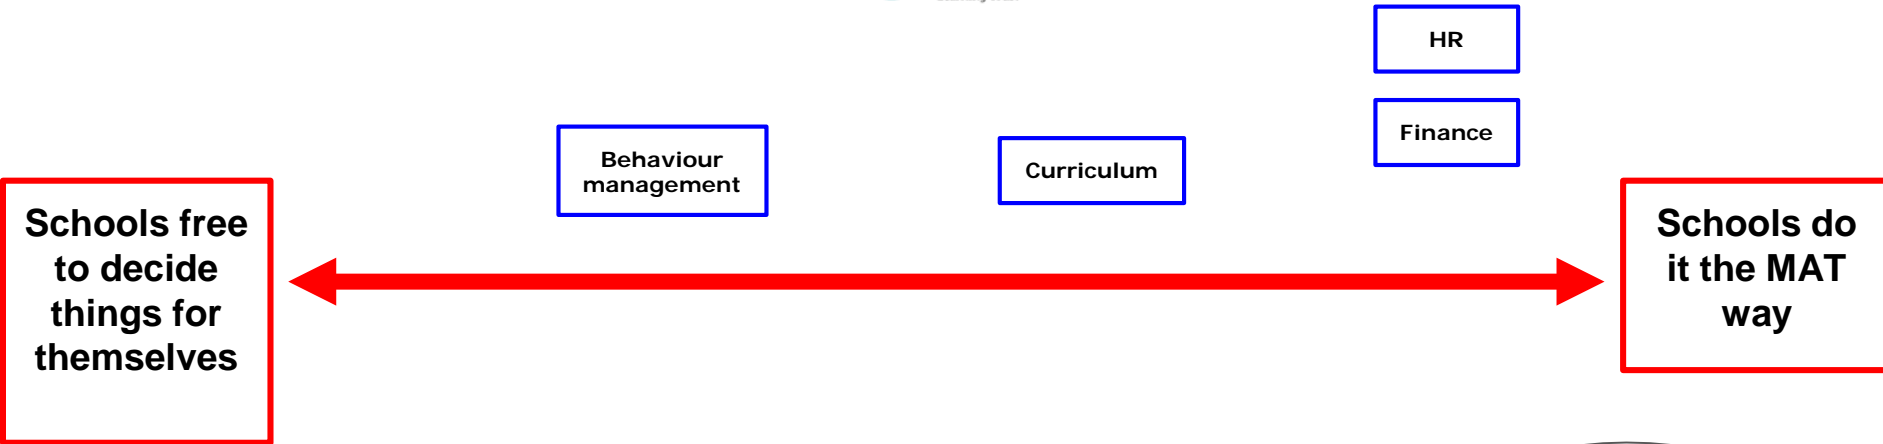 HR
Finance
Behaviour
management
Curriculum
Schools free
to decide
things for
themselves
Schools do
it the MAT
way